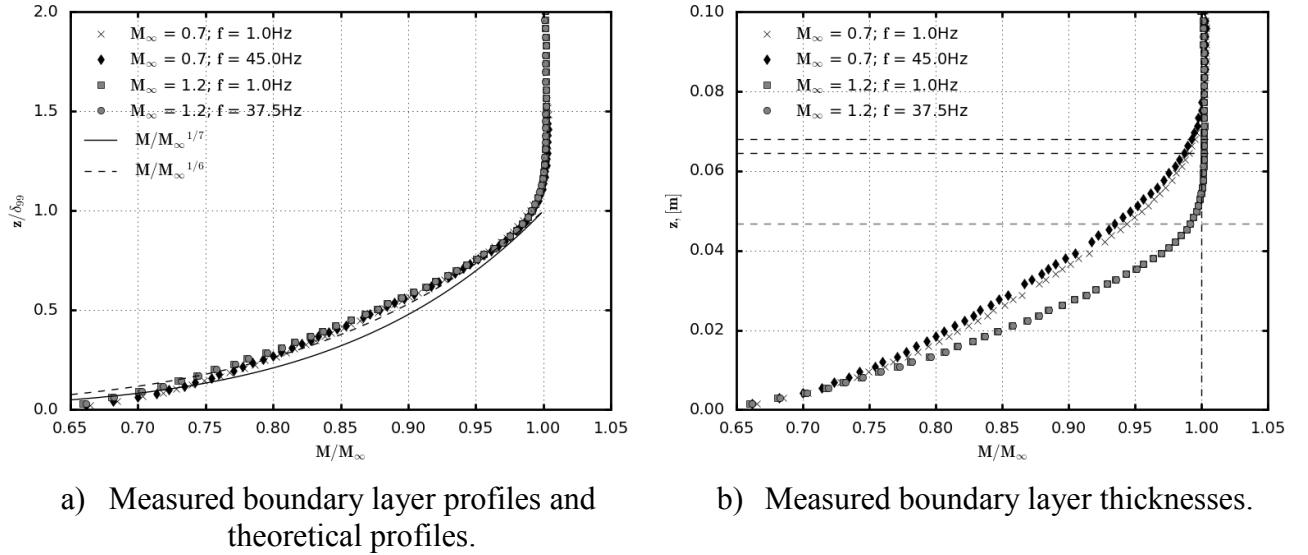 2.0
1.5
1.0
0.5
0.0
z/δ99
M∞ = 0.7; f = 1.0Hz
M∞ = 0.7; f = 45.0Hz
M∞ = 1.2; f = 1.0Hz
M∞ = 1.2; f = 37.5Hz
M/M∞^1/7
M/M∞^1/6
0.65 0.70 0.75 0.80 0.85 0.90 0.95 1.00 1.05
M/M∞
0.10
0.08
0.06
0.04
0.02
0.00
z, [m]
M∞ = 0.7; f = 1.0Hz
M∞ = 0.7; f = 45.0Hz
M∞ = 1.2; f = 1.0Hz
M∞ = 1.2; f = 37.5Hz
0.65 0.70 0.75 0.80 0.85 0.90 0.95 1.00 1.05
M/M∞
a) Measured boundary layer profiles and
theoretical profiles.
b) Measured boundary layer thicknesses.